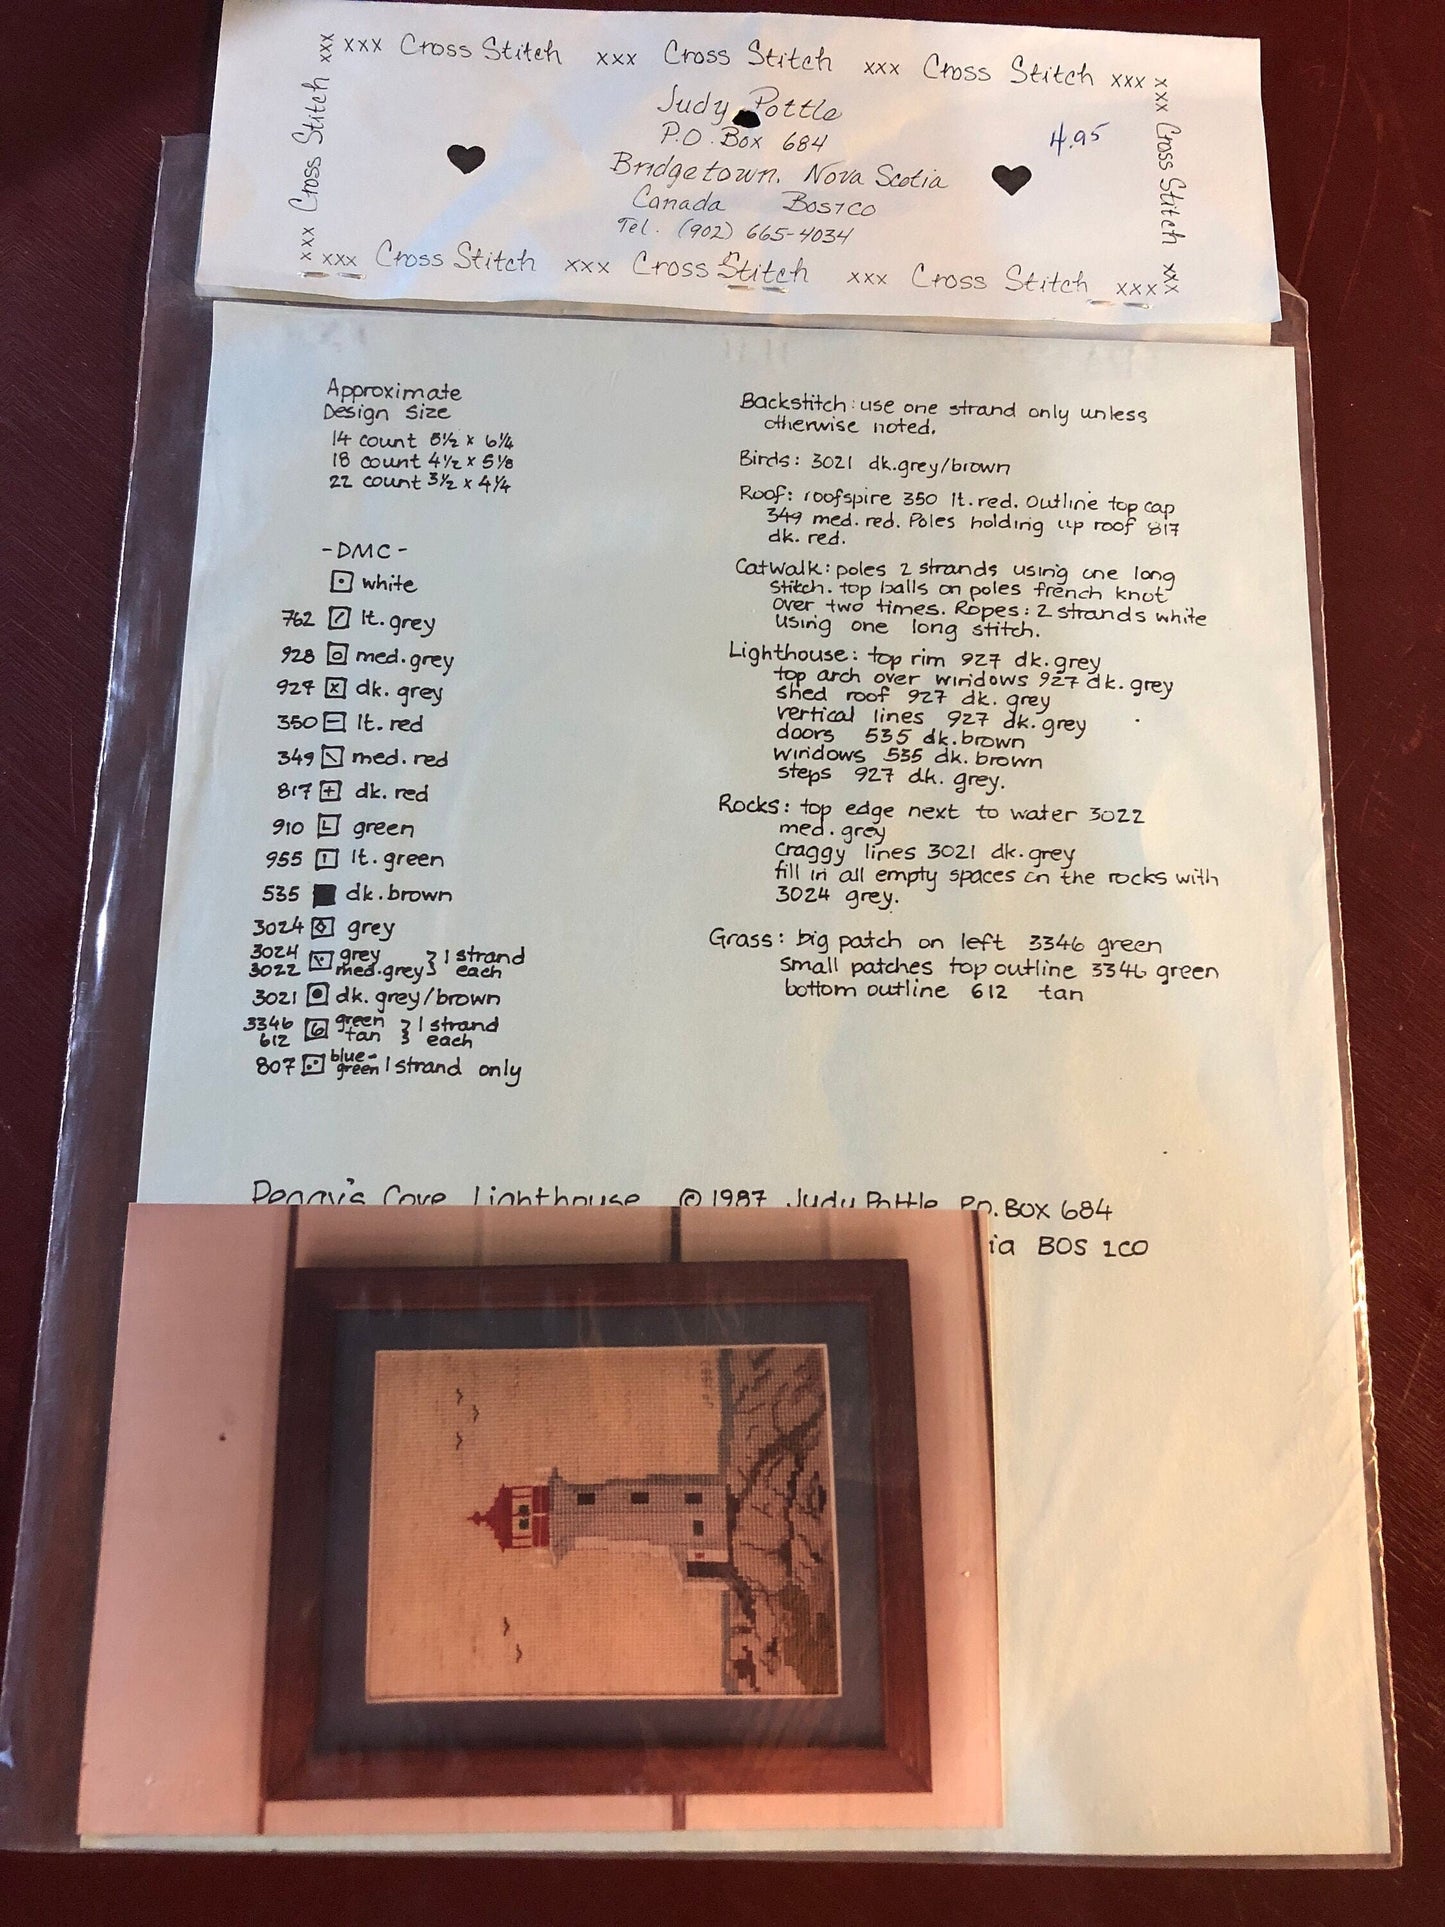 xxx Cross Stitch xxx Cross Stitch xxx Cross Stitch xxx
xxx Cross Stitch xxx
xxx Cross Stitch xxx
Judy Pottle
P.O. Box 684
4.95
Bridgetown, Nova Scotia
Canada BOS1CO
Tel. (902) 665-4034
xxx Cross Stitch xxx Cross Stitch xxx Cross Stitch xxx
Approximate
Design size
14 count 5½ x 6¼
18 count 4½ x 5⅛
22 count 3½ x 4¼
-DMC-
white
762 lt. grey
928 med. grey
927 dk. grey
350 lt. red
349 med. red
817 dk. red
910 green
955 lt. green
535 dk. brown
3024 grey
3024 grey } 1 strand
3022 med. grey } each
3021 dk. grey/brown
3346 green } 1 strand
612 tan } each
807 blue-green 1 strand only
Backstitch: use one strand only unless
otherwise noted.
Birds: 3021 dk. grey/brown
Roof: roofspire 350 lt. red. Outline top cap
349 med. red. Poles holding up roof 817
dk. red.
Catwalk: poles 2 strands using one long
stitch. top balls on poles french knot
over two times. Ropes: 2 strands white
using one long stitch.
Lighthouse: top rim 927 dk. grey
top arch over windows 927 dk. grey
shed roof 927 dk. grey
vertical lines 927 dk. grey
doors 535 dk. brown
windows 535 dk. brown
steps 927 dk. grey.
Rocks: top edge next to water 3022
med. grey
craggy lines 3021 dk. grey
fill in all empty spaces in the rocks with
3024 grey.
Grass: big patch on left 3346 green
small patches top outline 3346 green
bottom outline 612 tan
Peggy's Cove Lighthouse © 1987 Judy Pottle P.O. Box 684
ia BOS 1CO